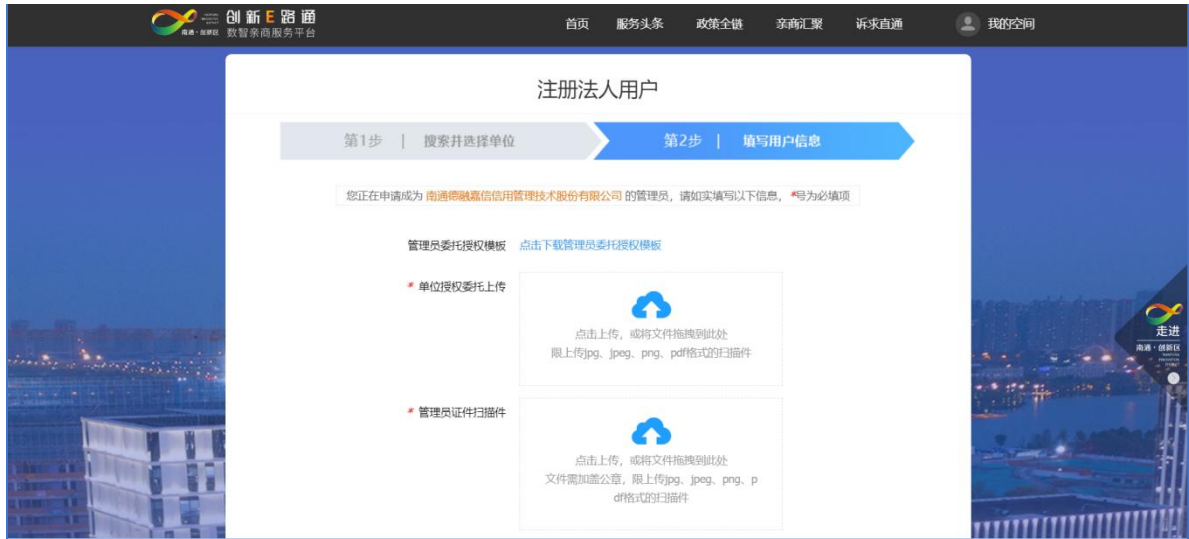 创新E路通
南通·创新区 数智亲商服务平台
首页 服务头条 政策全链 亲商汇聚 诉求直通 我的空间
注册法人用户
第1步 | 搜索并选择单位
第2步 | 填写用户信息
您正在申请成为 南通德融嘉信信用管理技术股份有限公司 的管理员，请如实填写以下信息，*号为必填项
管理员委托授权模板 点击下载管理员委托授权模板
* 单位授权委托上传
点击上传，或将文件拖拽到此处
限上传jpg、jpeg、png、pdf格式的扫描件
走进
南通·创新区
* 管理员证件扫描件
点击上传，或将文件拖拽到此处
文件需加盖公章，限上传jpg、jpeg、png、p
df格式的扫描件